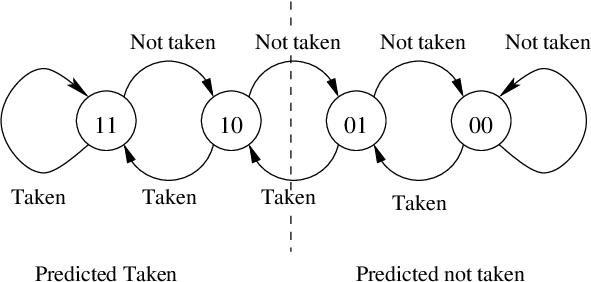 Not taken Not taken Not taken Not taken
11 10 01 00
Taken Taken Taken Taken
Predicted Taken Predicted not taken